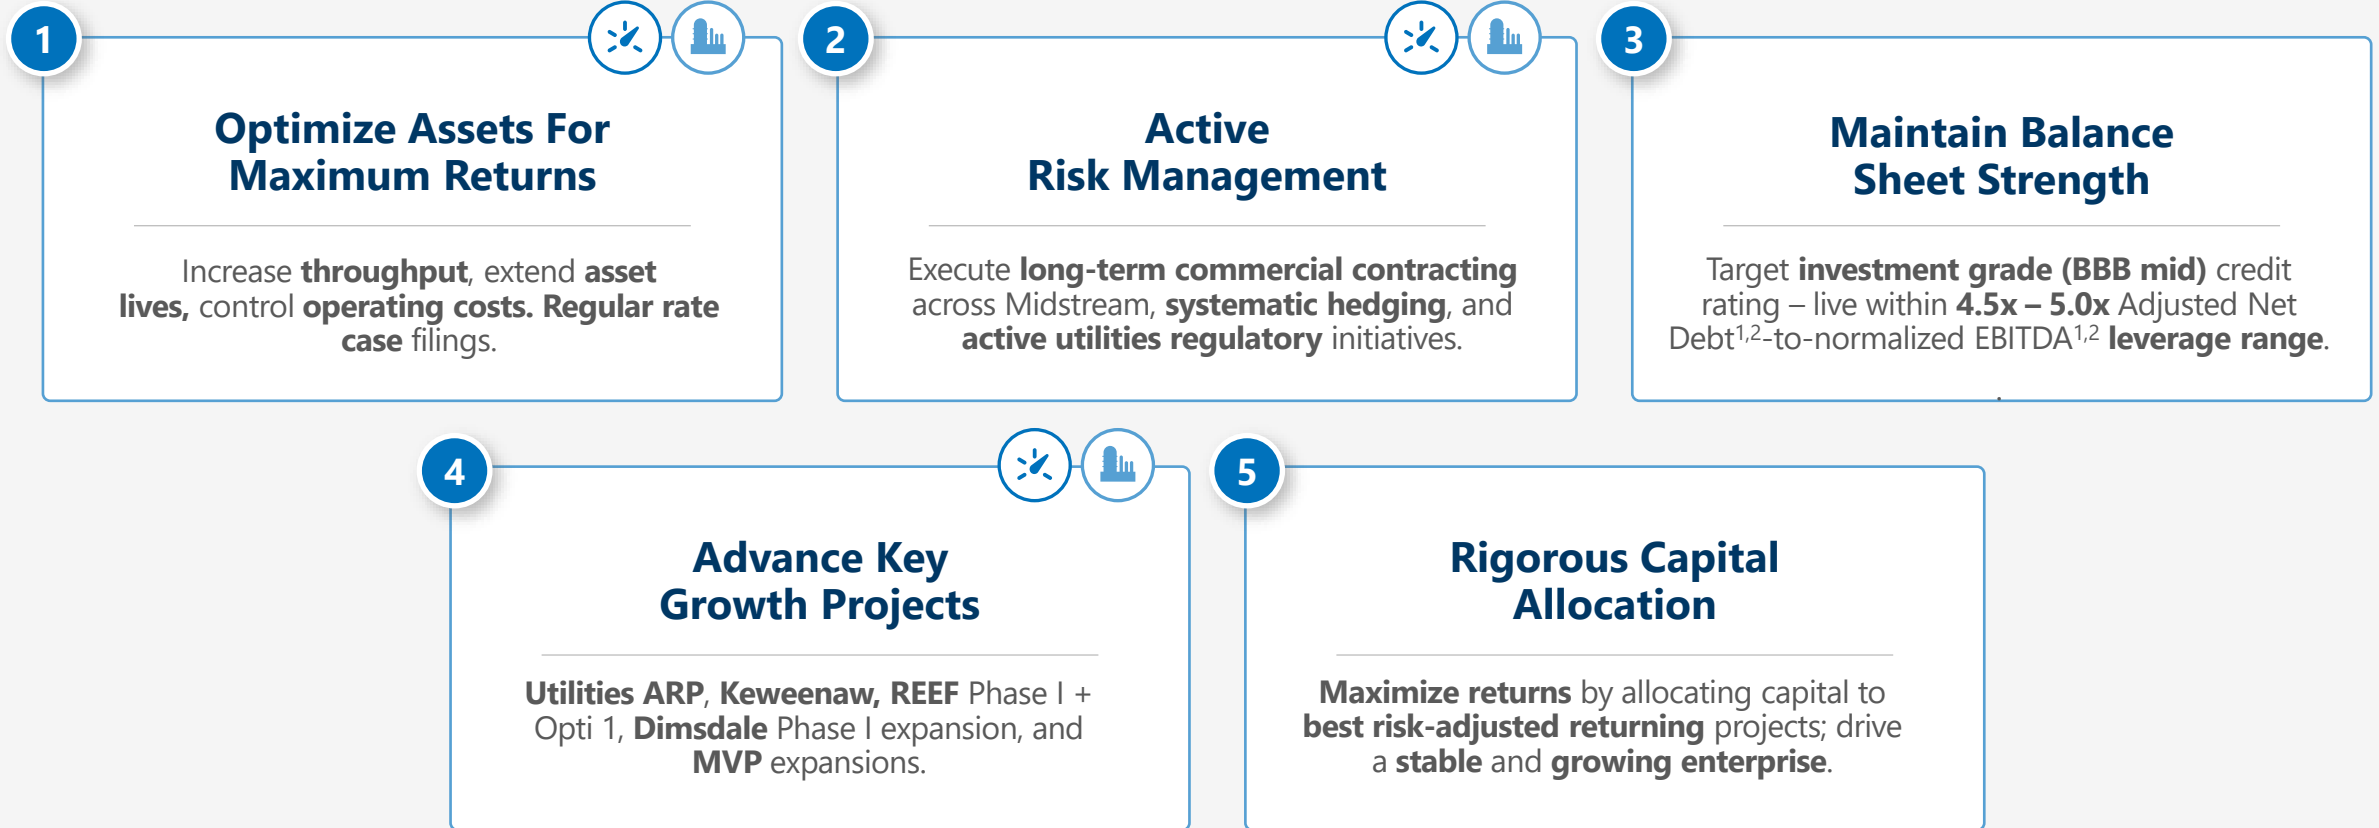 1
Optimize Assets For
Maximum Returns
Increase throughput, extend asset
lives, control operating costs. Regular rate
case filings.
2
Active
Risk Management
Execute long-term commercial contracting
across Midstream, systematic hedging, and
active utilities regulatory initiatives.
3
Maintain Balance
Sheet Strength
Target investment grade (BBB mid) credit
rating – live within 4.5x – 5.0x Adjusted Net
Debt1,2-to-normalized EBITDA1,2 leverage range.
.
4
Advance Key
Growth Projects
Utilities ARP, Keweenaw, REEF Phase I +
Opti 1, Dimsdale Phase I expansion, and
MVP expansions.
5
Rigorous Capital
Allocation
Maximize returns by allocating capital to
best risk-adjusted returning projects; drive
a stable and growing enterprise.